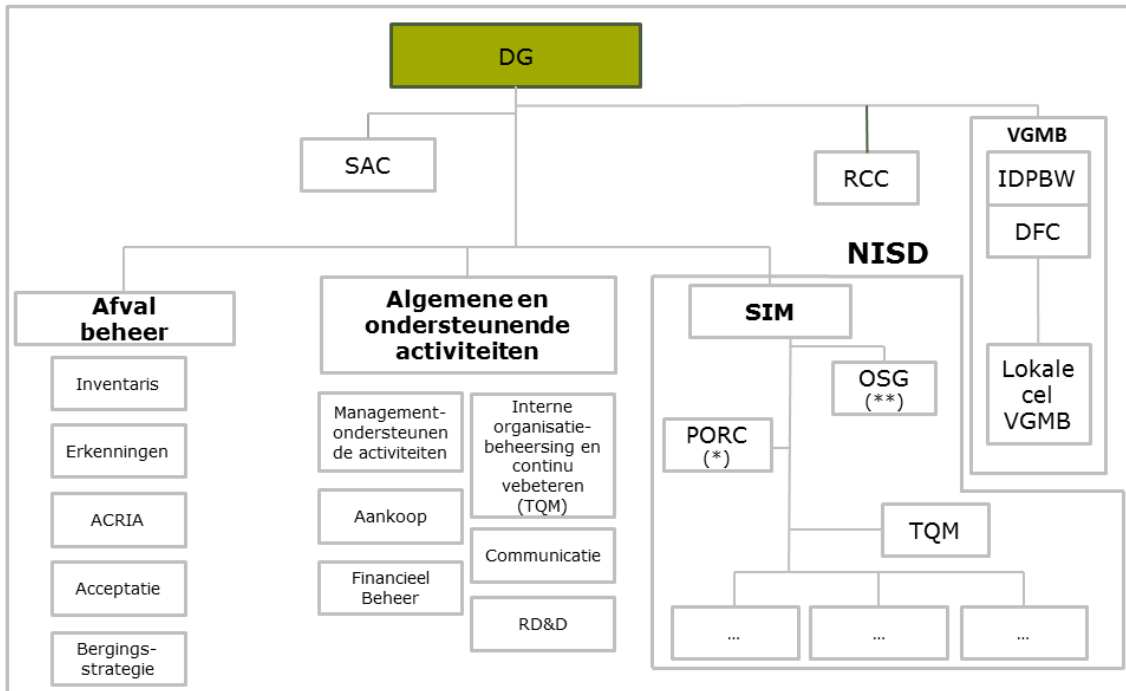 DG
SAC
RCC
VGMB
IDPBW
DFC
Lokale
cel
VGMB
NISD
Afval
beheer
Inventaris
Erkenningen
ACRIA
Acceptatie
Bergings-
strategie
Algemene en
ondersteunende
activiteiten
Management-
ondersteunen
de activiteiten
Aankoop
Financieel
Beheer
Interne
organisatie-
beheersing en
continu
vebeteren
(TQM)
Communicatie
RD&D
SIM
OSG
(**)
PORC
(*)
TQM
...
...
...